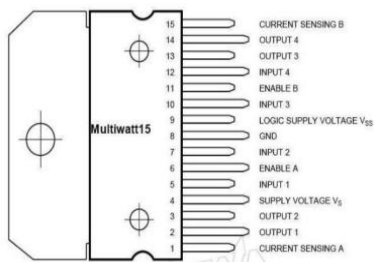 15 CURRENT SENSING B
14 OUTPUT 4
13 OUTPUT 3
12 INPUT 4
11 ENABLE B
10 INPUT 3
9 LOGIC SUPPLY VOLTAGE VSS
8 GND
Multiwatt15
7 INPUT 2
6 ENABLE A
5 INPUT 1
4 SUPPLY VOLTAGE VS
3 OUTPUT 2
2 OUTPUT 1
1 CURRENT SENSING A